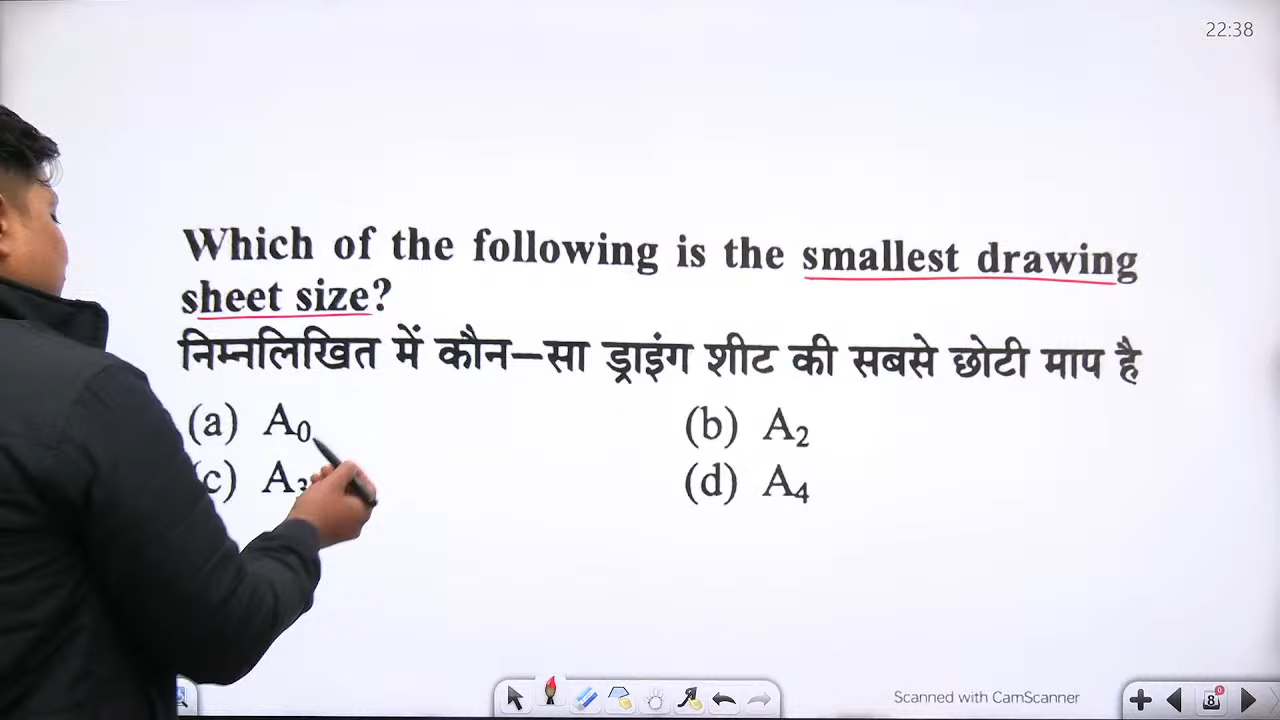 22:38
Which of the following is the smallest drawing
sheet size?
निम्नलिखित में कौन–सा ड्राइंग शीट की सबसे छोटी माप है
(a) A₀ (b) A₂
(c) A₃ (d) A₄
Scanned with CamScanner
8